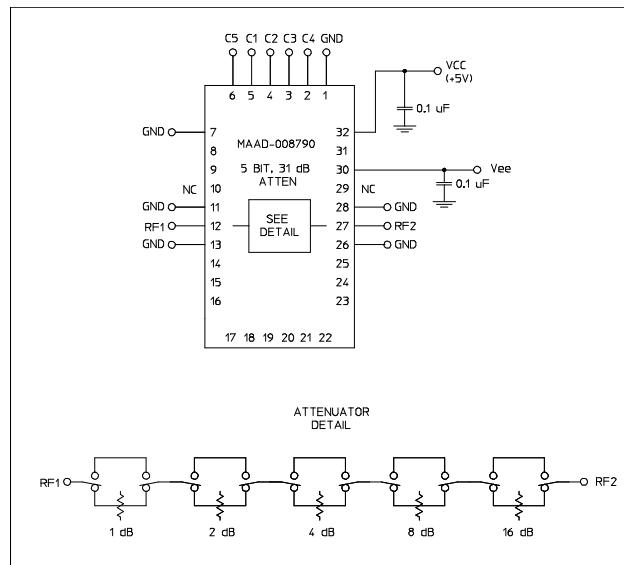 C5 C1 C2 C3 C4 GND
6 5 4 3 2 1
VCC
(+5V)
0.1 uF
GND 7
32
MAAD-008790
8
31
9
5 BIT, 31 dB
30
Vee
ATTEN
NC
10
29
NC
0.1 uF
GND 11
28 GND
RF1 12
SEE
DETAIL
27 RF2
GND 13
26 GND
14
25
15
24
16
23
17 18 19 20 21 22
ATTENUATOR
DETAIL
RF1
RF2
1 dB 2 dB 4 dB 8 dB 16 dB